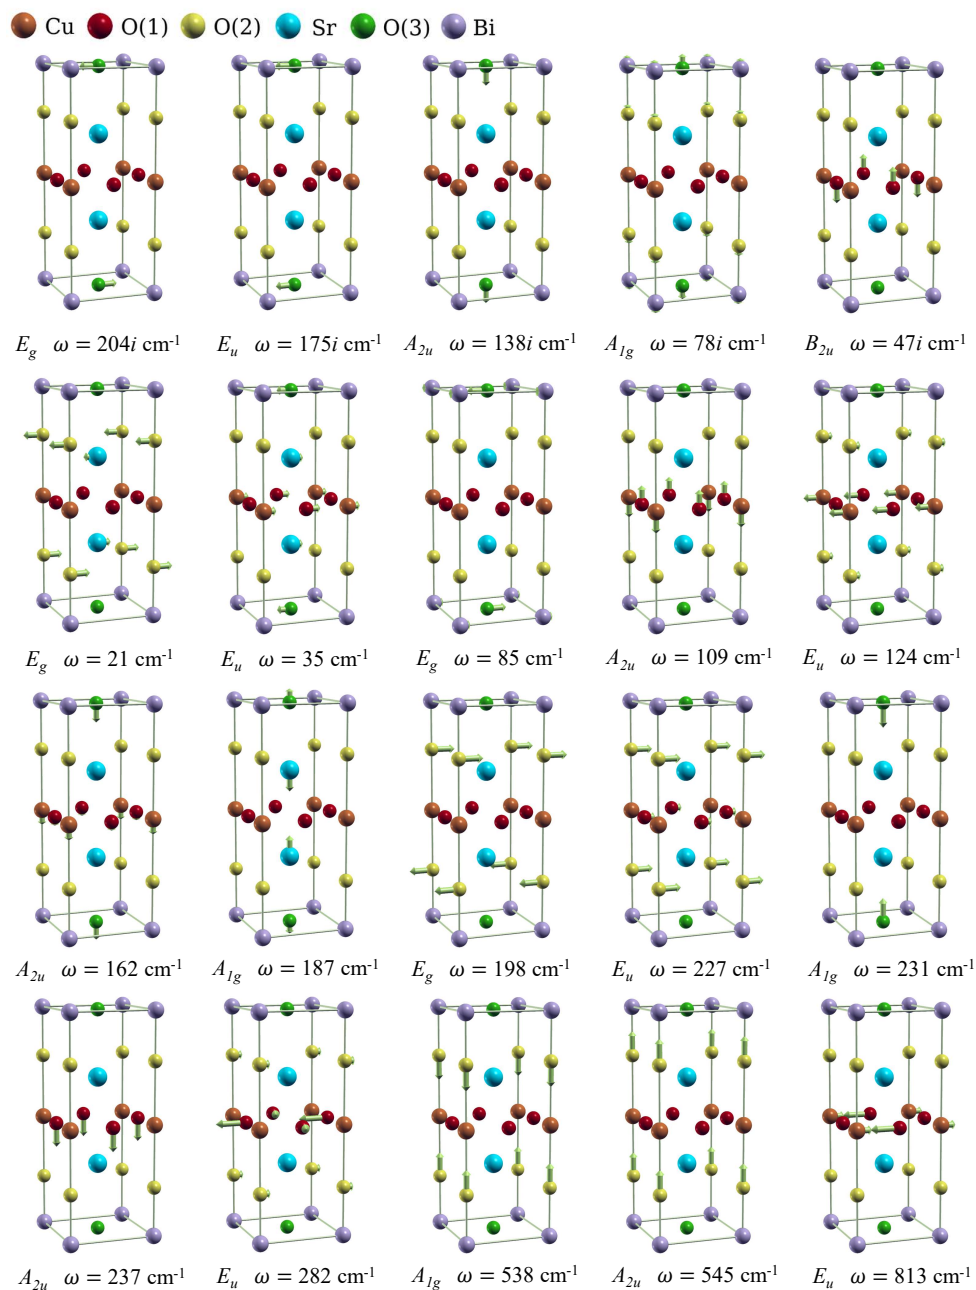 Cu O(1) O(2) Sr O(3) Bi
E_g ω = 204i cm⁻¹ E_u ω = 175i cm⁻¹ A_2u ω = 138i cm⁻¹ A_1g ω = 78i cm⁻¹ B_2u ω = 47i cm⁻¹
E_g ω = 21 cm⁻¹ E_u ω = 35 cm⁻¹ E_g ω = 85 cm⁻¹ A_2u ω = 109 cm⁻¹ E_u ω = 124 cm⁻¹
A_2u ω = 162 cm⁻¹ A_1g ω = 187 cm⁻¹ E_g ω = 198 cm⁻¹ E_u ω = 227 cm⁻¹ A_1g ω = 231 cm⁻¹
A_2u ω = 237 cm⁻¹ E_u ω = 282 cm⁻¹ A_1g ω = 538 cm⁻¹ A_2u ω = 545 cm⁻¹ E_u ω = 813 cm⁻¹